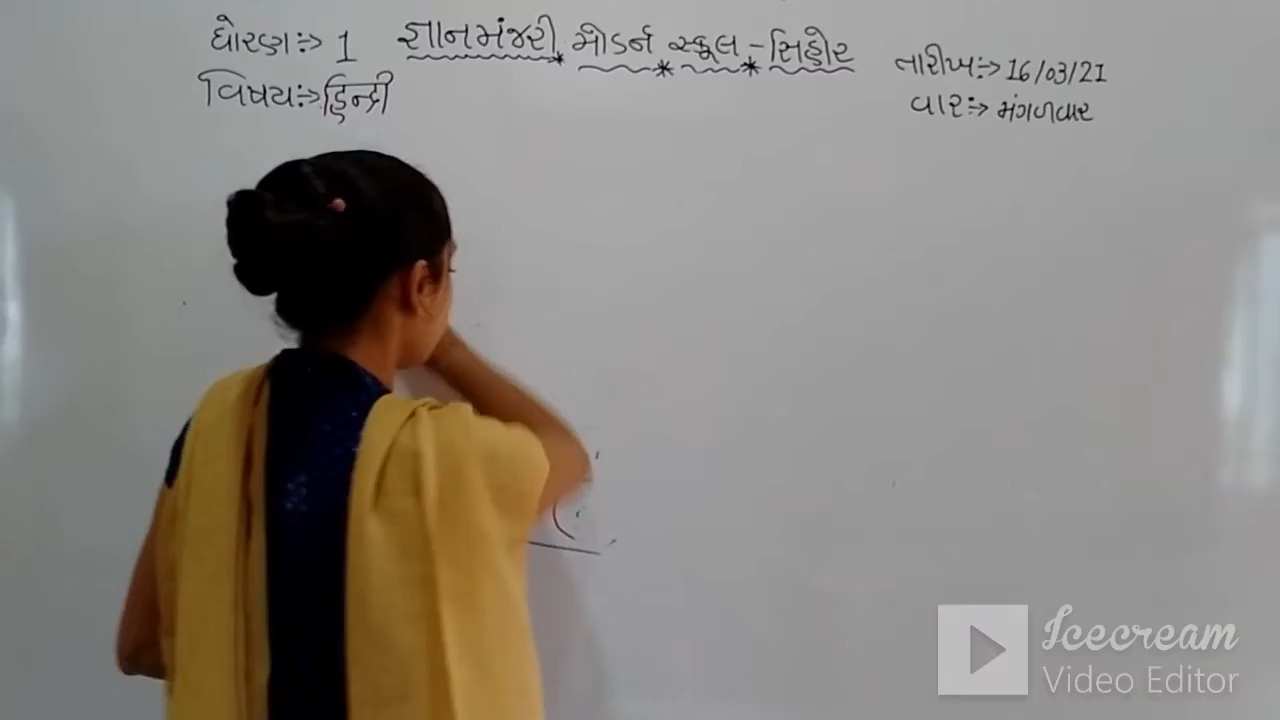 ધોરણ:-> 1
જ્ઞાનમંજરી મોડર્ન સ્કૂલ - સિહોર
વિષય:-> હિન્દી
તારીખ:-> 16/03/21
વાર:-> મંગળવાર
Icecream
Video Editor